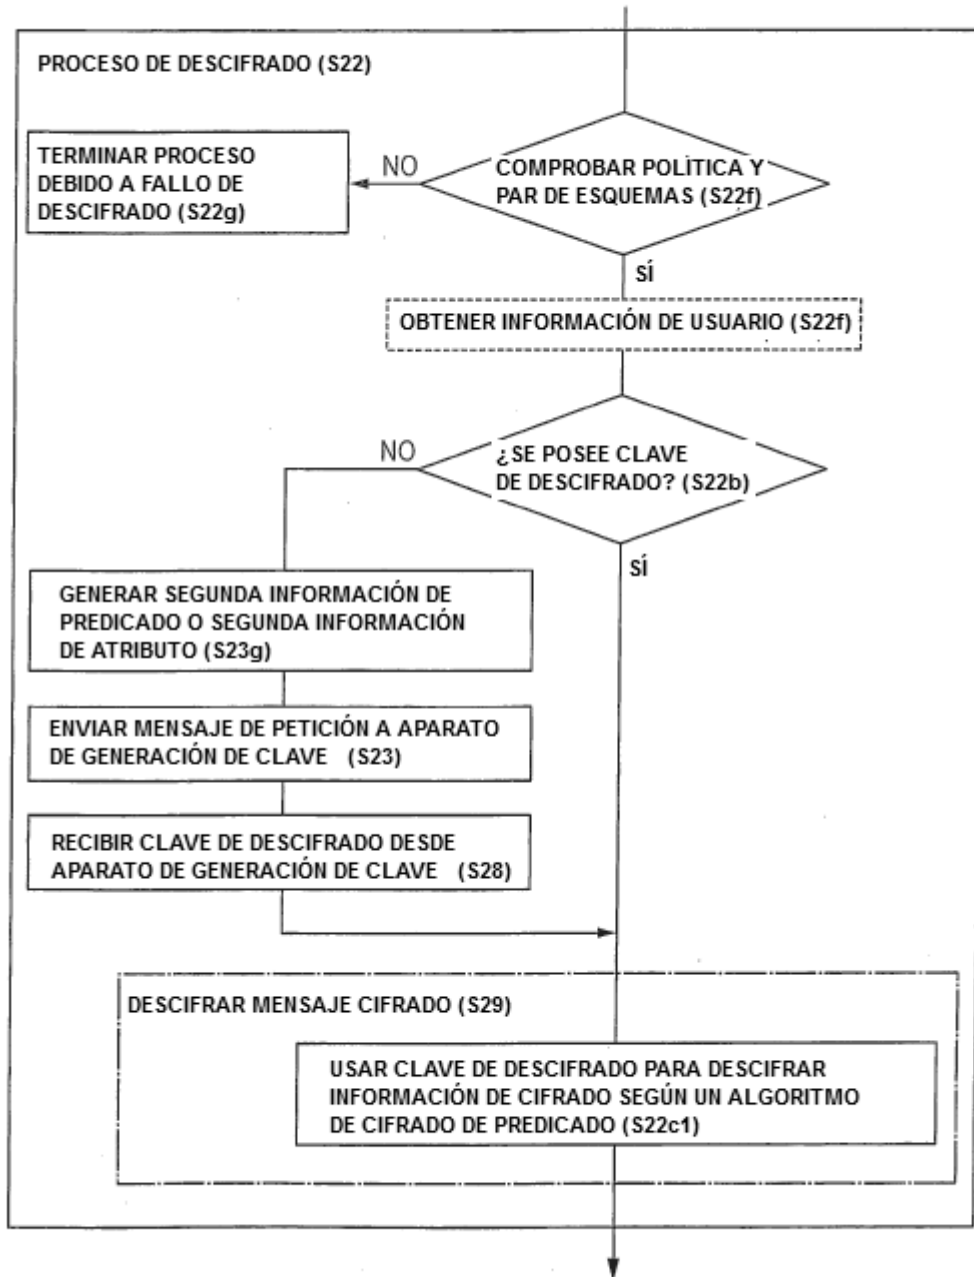 PROCESO DE DESCIFRADO (S22)
TERMINAR PROCESO
DEBIDO A FALLO DE
DESCIFRADO (S22g)
NO
COMPROBAR POLÌTICA Y
PAR DE ESQUEMAS (S22f)
SÍ
OBTENER INFORMACIÓN DE USUARIO (S22f)
NO
¿SE POSEE CLAVE
DE DESCIFRADO? (S22b)
SÍ
GENERAR SEGUNDA INFORMACIÓN DE
PREDICADO O SEGUNDA INFORMACIÓN
DE ATRIBUTO (S23g)
ENVIAR MENSAJE DE PETICIÓN A APARATO
DE GENERACIÓN DE CLAVE (S23)
RECIBIR CLAVE DE DESCIFRADO DESDE
APARATO DE GENERACIÓN DE CLAVE (S28)
DESCIFRAR MENSAJE CIFRADO (S29)
USAR CLAVE DE DESCIFRADO PARA DESCIFRAR
INFORMACIÓN DE CIFRADO SEGÚN UN ALGORITMO
DE CIFRADO DE PREDICADO (S22c1)